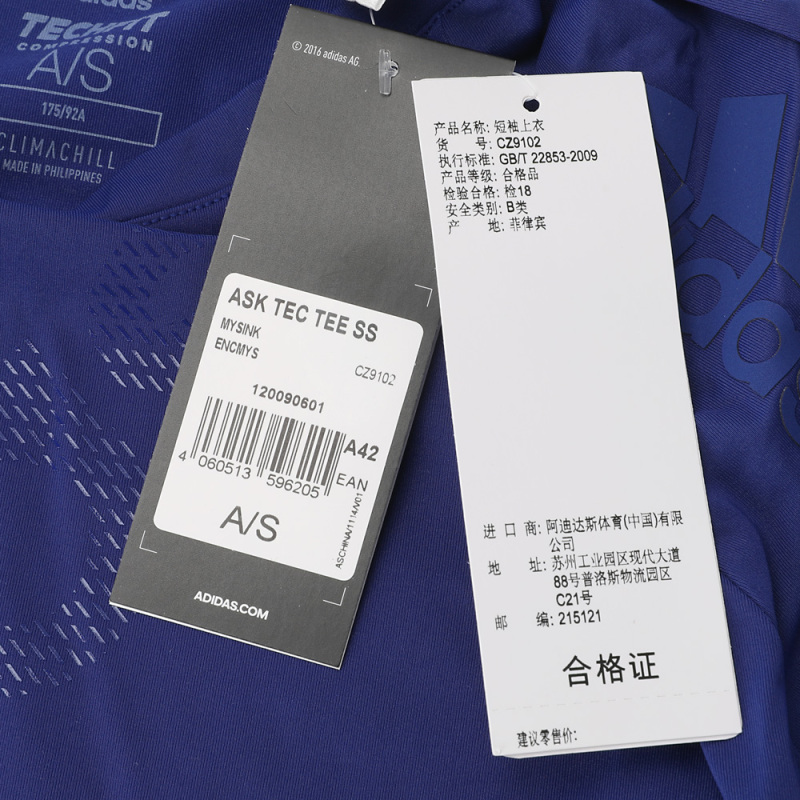 adidas
TECHFIT
COMPRESSION
A/S
175/92A
CLIMACHILL
MADE IN PHILIPPINES
© 2016 adidas AG.
ASK TEC TEE SS
MYSINK
ENCMYS
CZ9102
120090601
A42
4 060513 596205
EAN
A/S
ASCHINA/1114/V01
ADIDAS.COM
产品名称: 短袖上衣
货 号: CZ9102
执行标准: GB/T 22853-2009
产品等级: 合格品
检验合格: 检18
安全类别: B类
产 地: 菲律宾
进 口 商: 阿迪达斯体育(中国)有限
公司
地 址: 苏州工业园区现代大道
88号普洛斯物流园区
C21号
邮 编: 215121
合格证
建议零售价:
adidas